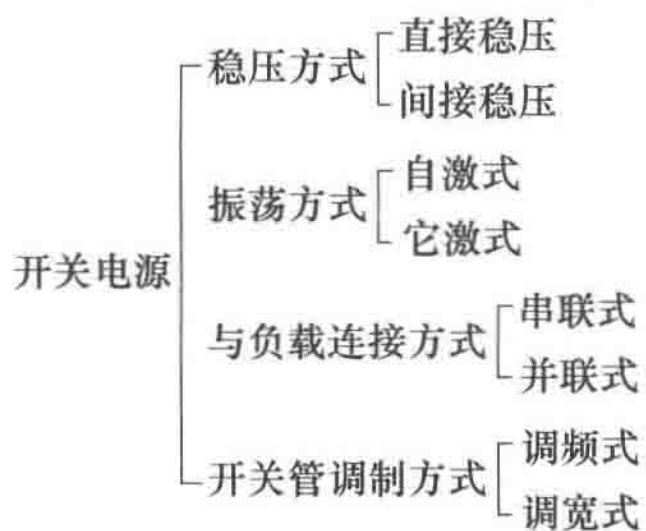 直接稳压
稳压方式
间接稳压
自激式
振荡方式
它激式
开关电源
串联式
与负载连接方式
并联式
调频式
开关管调制方式
调宽式